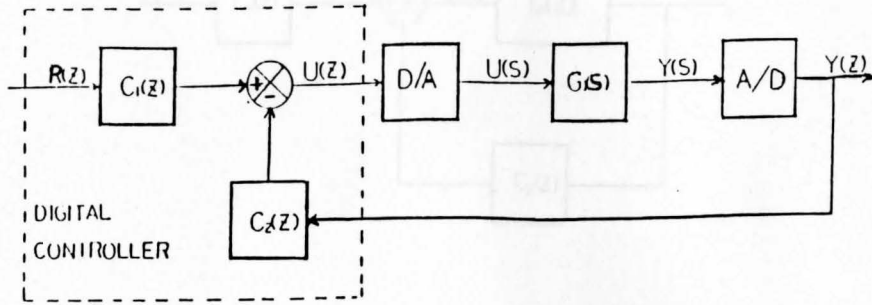 R(Z)
C₁(Z)
+
-
U(Z)
D/A
U(S)
G(S)
Y(S)
A/D
Y(Z)
C₂(Z)
DIGITAL
CONTROLLER